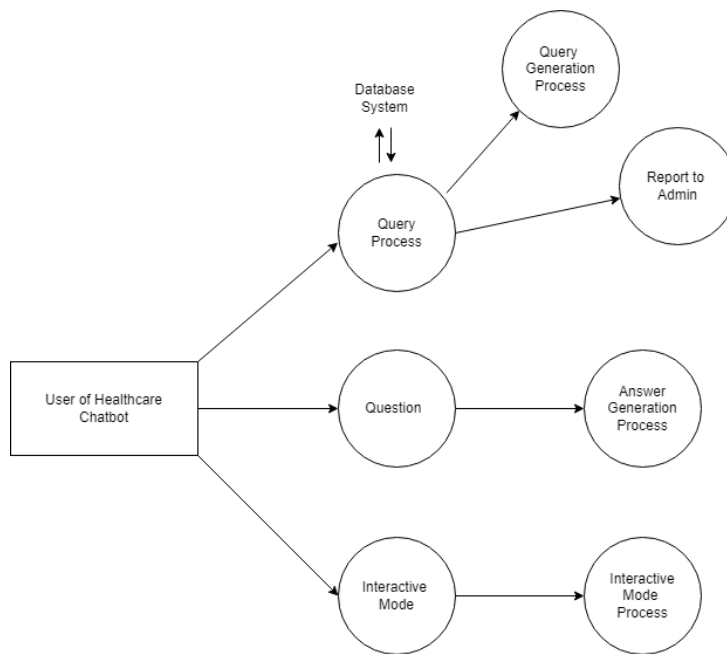 Query
Generation
Process
Database
System
Report to
Admin
Query
Process
User of Healthcare
Chatbot
Question
Answer
Generation
Process
Interactive
Mode
Interactive
Mode
Process